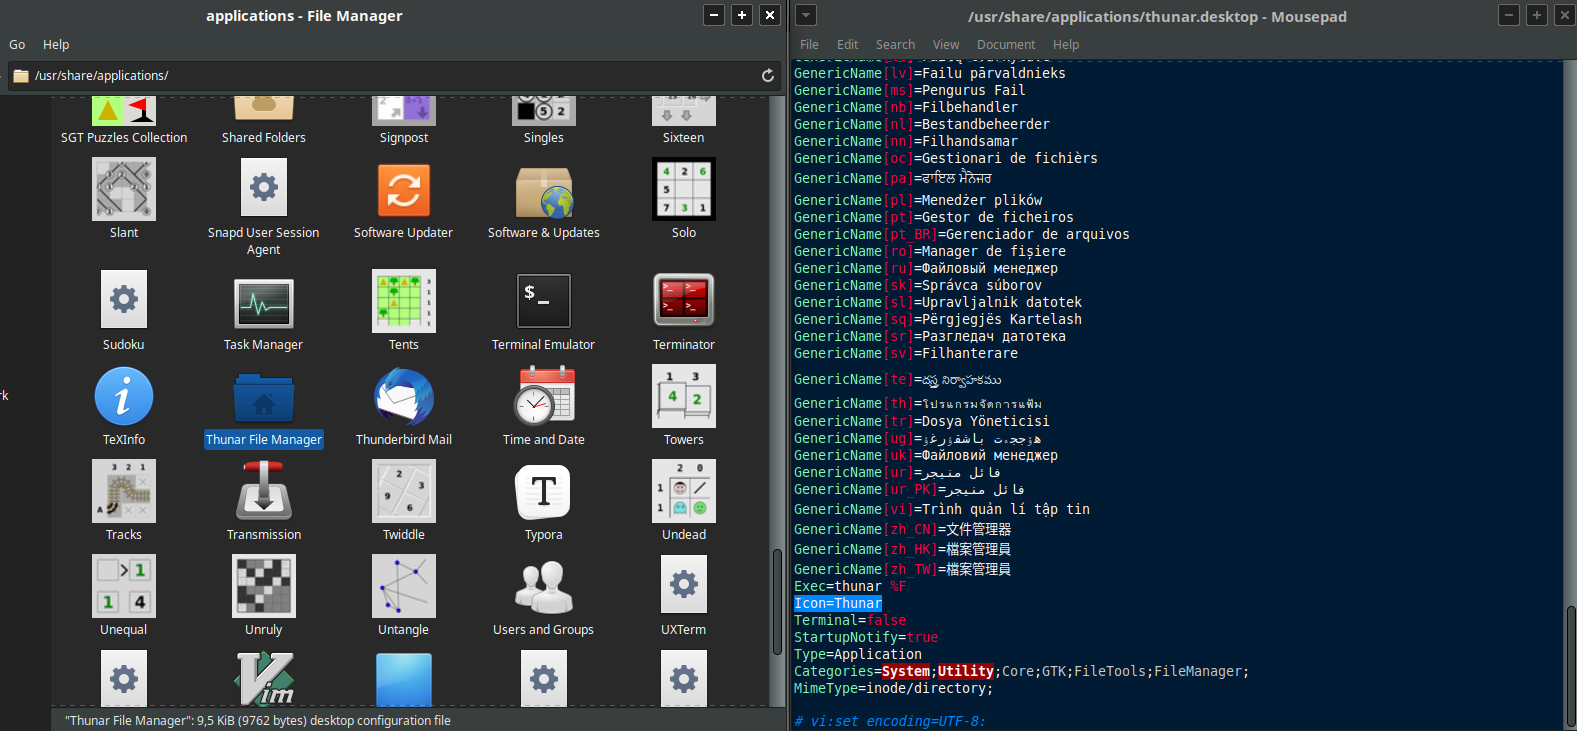 applications - File Manager
Go Help
/usr/share/applications/
SGT Puzzles Collection Shared Folders Signpost Singles Sixteen
Slant Snapd User Session Agent Software Updater Software & Updates Solo
Sudoku Task Manager Tents Terminal Emulator Terminator
TeXInfo Thunar File Manager Thunderbird Mail Time and Date Towers
Tracks Transmission Twiddle Typora Undead
Unequal Unruly Untangle Users and Groups UXTerm
"Thunar File Manager": 9,5 KiB (9762 bytes) desktop configuration file
/usr/share/applications/thunar.desktop - Mousepad
File Edit Search View Document Help
GenericName[lv]=Failu pārvaldnieks
GenericName[ms]=Pengurus Fail
GenericName[nb]=Filbehandler
GenericName[nl]=Bestandbeheerder
GenericName[nn]=Filhandsamar
GenericName[oc]=Gestionari de fichièrs
GenericName[pa]=ਫਾਇਲ ਮੈਨੇਜਰ
GenericName[pl]=Menedżer plików
GenericName[pt]=Gestor de ficheiros
GenericName[pt_BR]=Gerenciador de arquivos
GenericName[ro]=Manager de fișiere
GenericName[ru]=Файловый менеджер
GenericName[sk]=Správca súborov
GenericName[sl]=Upravljalnik datotek
GenericName[sq]=Përgjegjës Kartelash
GenericName[sr]=Разгледач датотека
GenericName[sv]=Filhanterare
GenericName[te]=దస్త్ర నిర్వాహకము
GenericName[th]=โปรแกรมจัดการแฟ้ม
GenericName[tr]=Dosya Yöneticisi
GenericName[ug]=ھۆججەت باشقۇرغۇ
GenericName[uk]=Файловий менеджер
GenericName[ur]=فائل منیجر
GenericName[ur_PK]=فائل منیجر
GenericName[vi]=Trình quản lí tập tin
GenericName[zh_CN]=文件管理器
GenericName[zh_HK]=檔案管理員
GenericName[zh_TW]=檔案管理員
Exec=thunar %F
Icon=Thunar
Terminal=false
StartupNotify=true
Type=Application
Categories=System;Utility;Core;GTK;FileTools;FileManager;
MimeType=inode/directory;
# vi:set encoding=UTF-8: